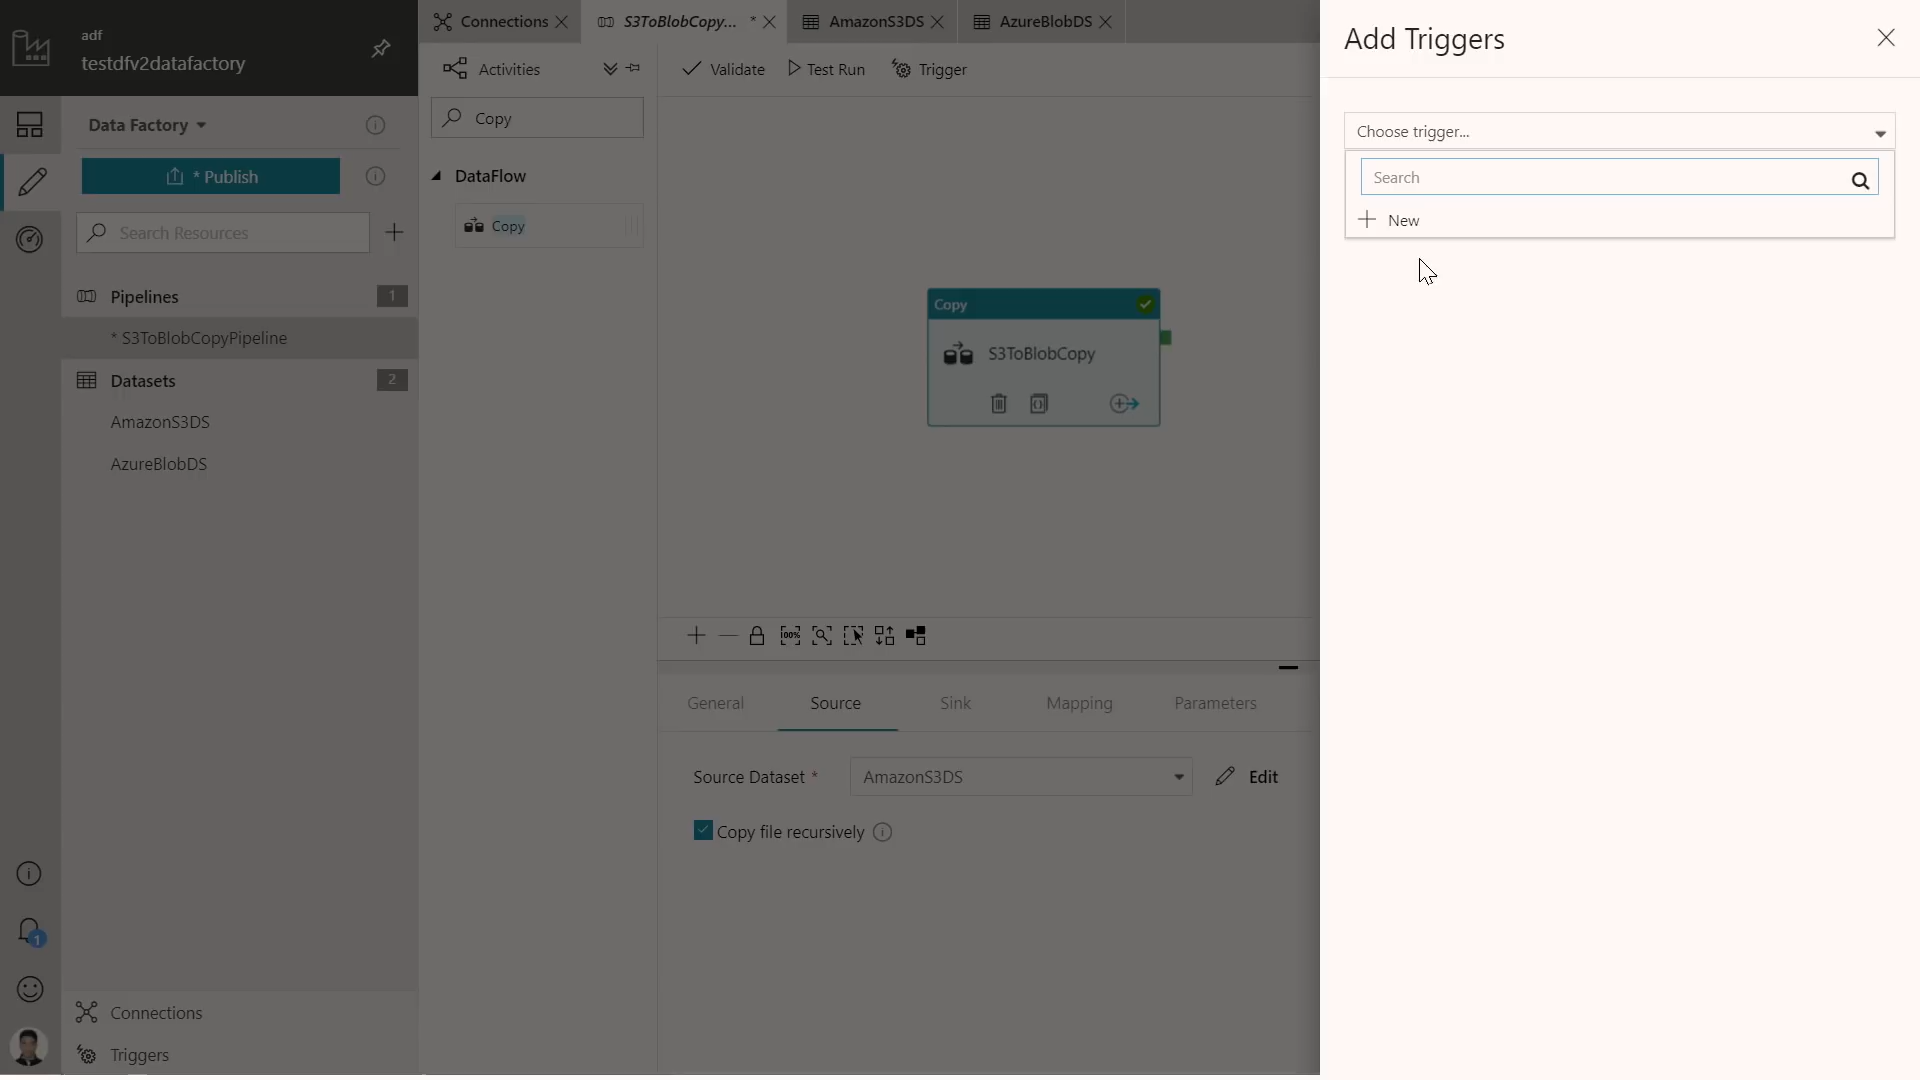 adf
testdfv2datafactory
Connections
S3ToBlobCopy... *
AmazonS3DS
AzureBlobDS
Add Triggers
Activities
Validate
Test Run
Trigger
Data Factory
Copy
Choose trigger...
* Publish
DataFlow
Search
Search Resources
Copy
New
Pipelines
1
* S3ToBlobCopyPipeline
Copy
S3ToBlobCopy
Datasets
2
AmazonS3DS
AzureBlobDS
100%
General
Source
Sink
Mapping
Parameters
Source Dataset *
AmazonS3DS
Edit
Copy file recursively
1
Connections
Triggers